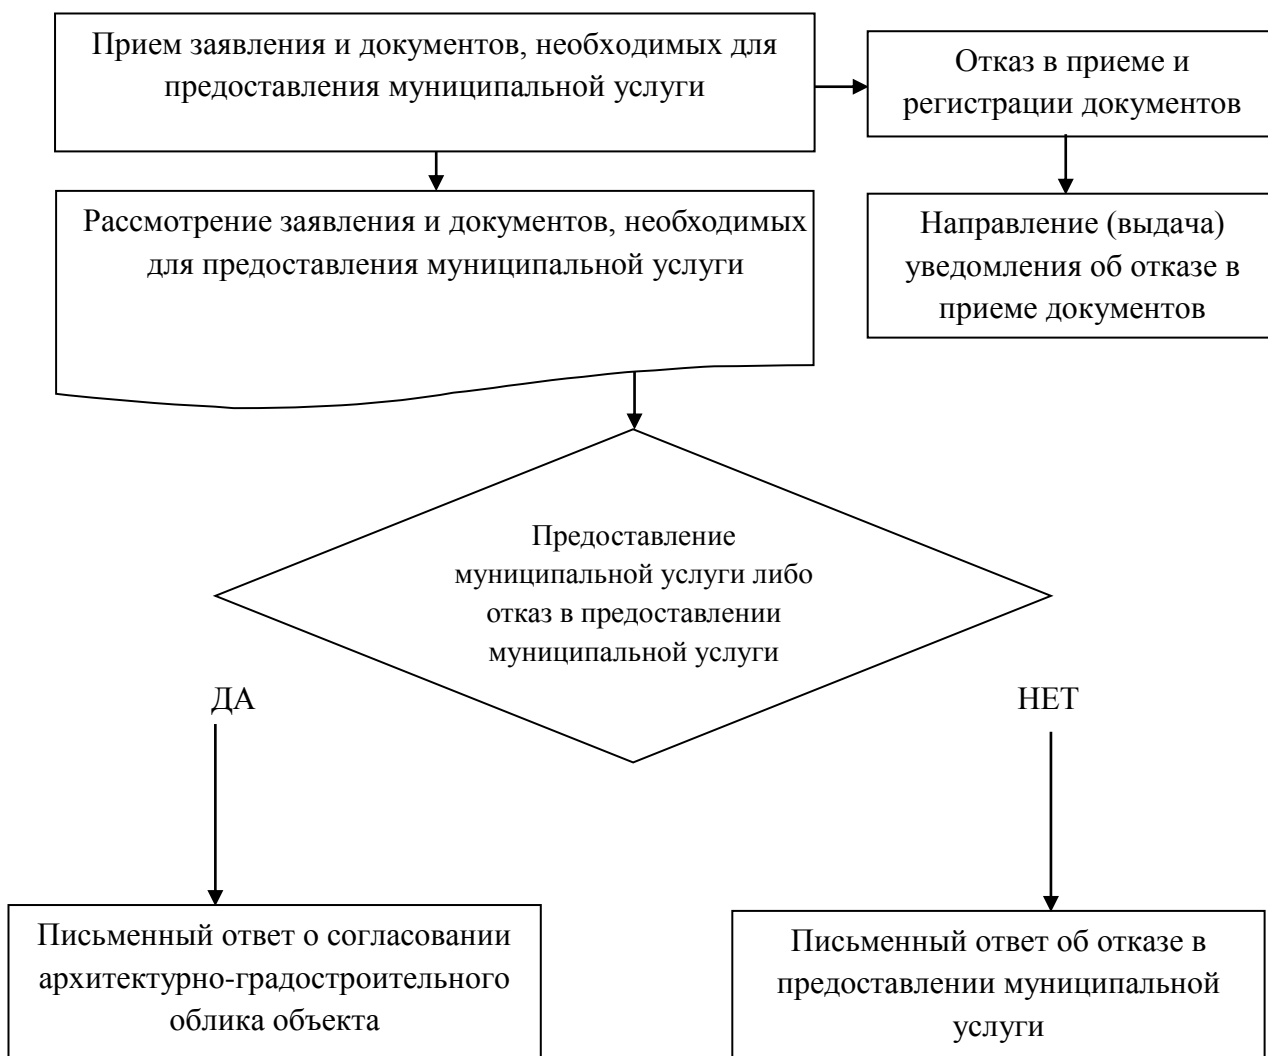 Прием заявления и документов, необходимых для
предоставления муниципальной услуги
Отказ в приеме и
регистрации документов
Рассмотрение заявления и документов, необходимых
для предоставления муниципальной услуги
Направление (выдача)
уведомления об отказе в
приеме документов
Предоставление
муниципальной услуги либо
отказ в предоставлении
муниципальной услуги
ДА
НЕТ
Письменный ответ о согласовании
архитектурно-градостроительного
облика объекта
Письменный ответ об отказе в
предоставлении муниципальной
услуги